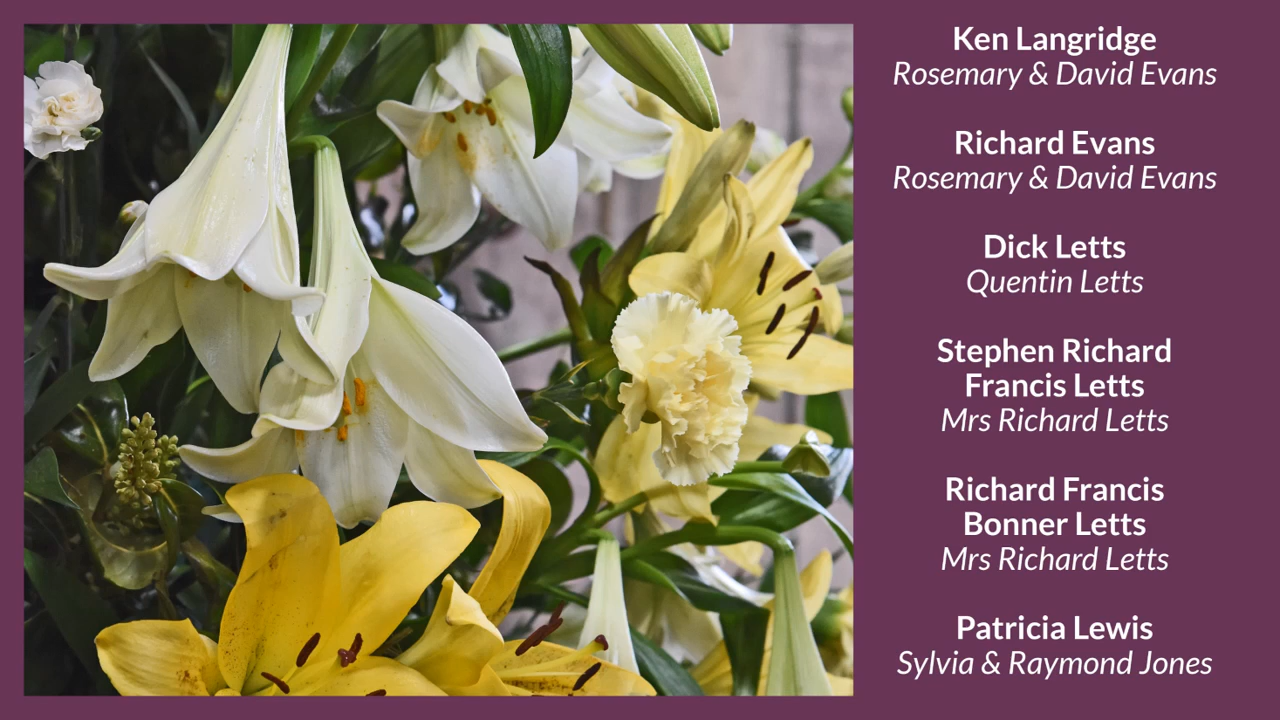 Ken Langridge
Rosemary & David Evans
Richard Evans
Rosemary & David Evans
Dick Letts
Quentin Letts
Stephen Richard
Francis Letts
Mrs Richard Letts
Richard Francis
Bonner Letts
Mrs Richard Letts
Patricia Lewis
Sylvia & Raymond Jones